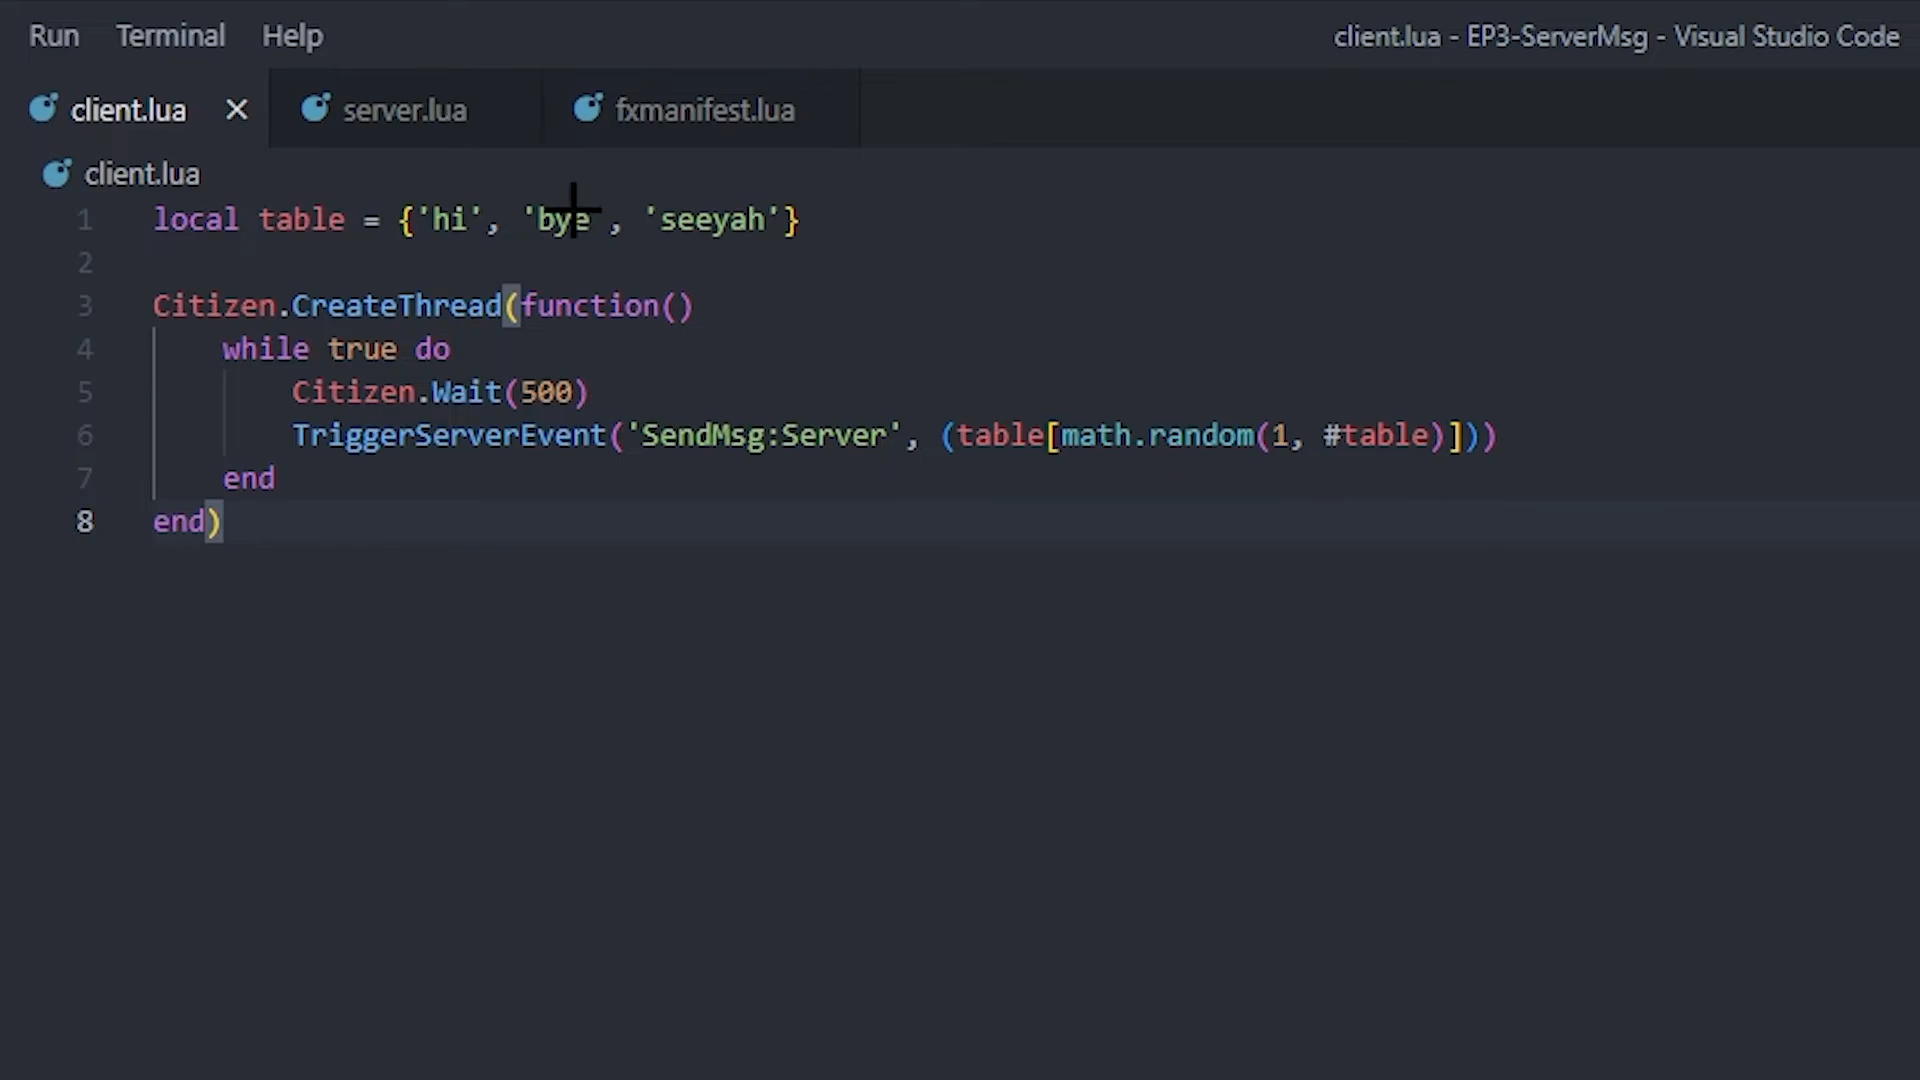 Run Terminal Help client.lua - EP3-ServerMsg - Visual Studio Code
client.lua × server.lua fxmanifest.lua
client.lua
1 local table = {'hi', 'bye', 'seeyah'}
2
3 Citizen.CreateThread(function()
4 while true do
5 Citizen.Wait(500)
6 TriggerServerEvent('SendMsg:Server', (table[math.random(1, #table)]))
7 end
8 end)